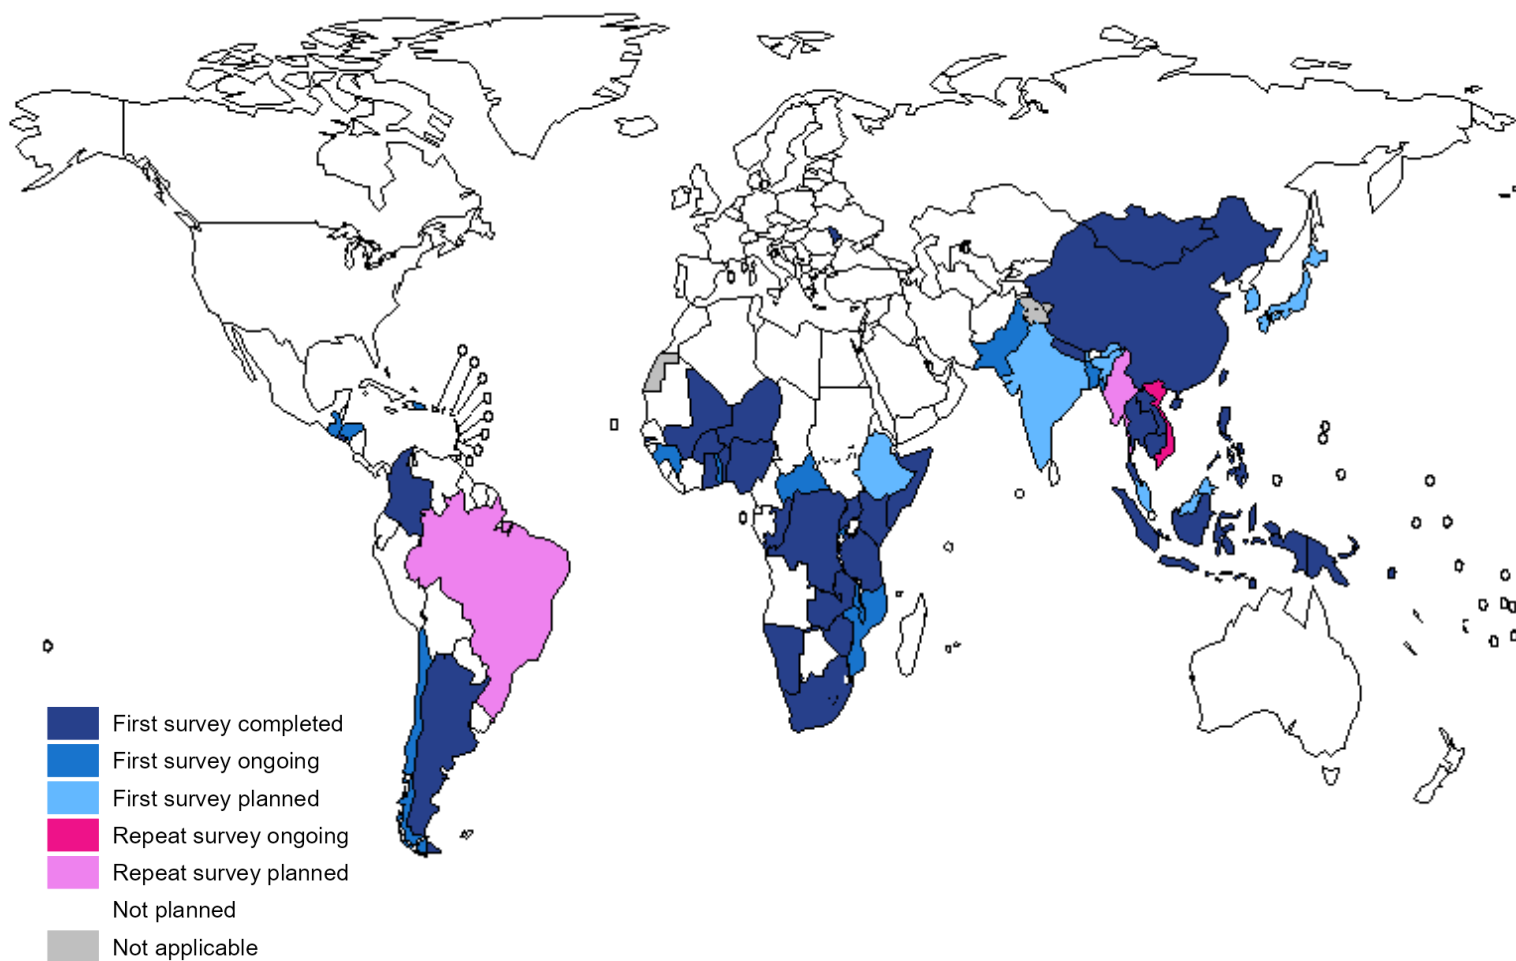 First survey completed
First survey ongoing
First survey planned
Repeat survey ongoing
Repeat survey planned
Not planned
Not applicable